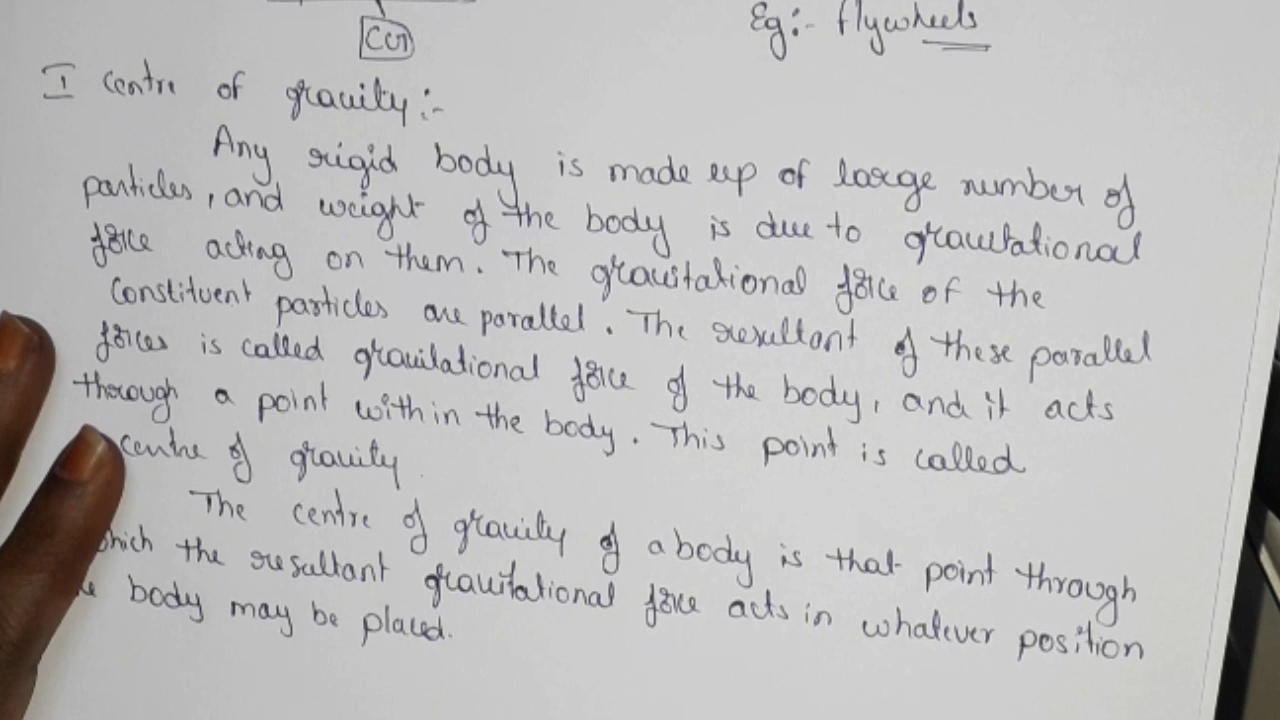 Eg:- flywheels
I centre of gravity:-
Any rigid body is made up of large number of
particles, and weight of the body is due to gravitational
force acting on them. The gravitational force of the
Constituent particles are parallel. The resultant of these parallel
forces is called gravitational force of the body, and it acts
through a point within the body. This point is called
centre of gravity.
The centre of gravity of a body is that point through
which the resultant gravitational force acts in whatever position
body may be placed.